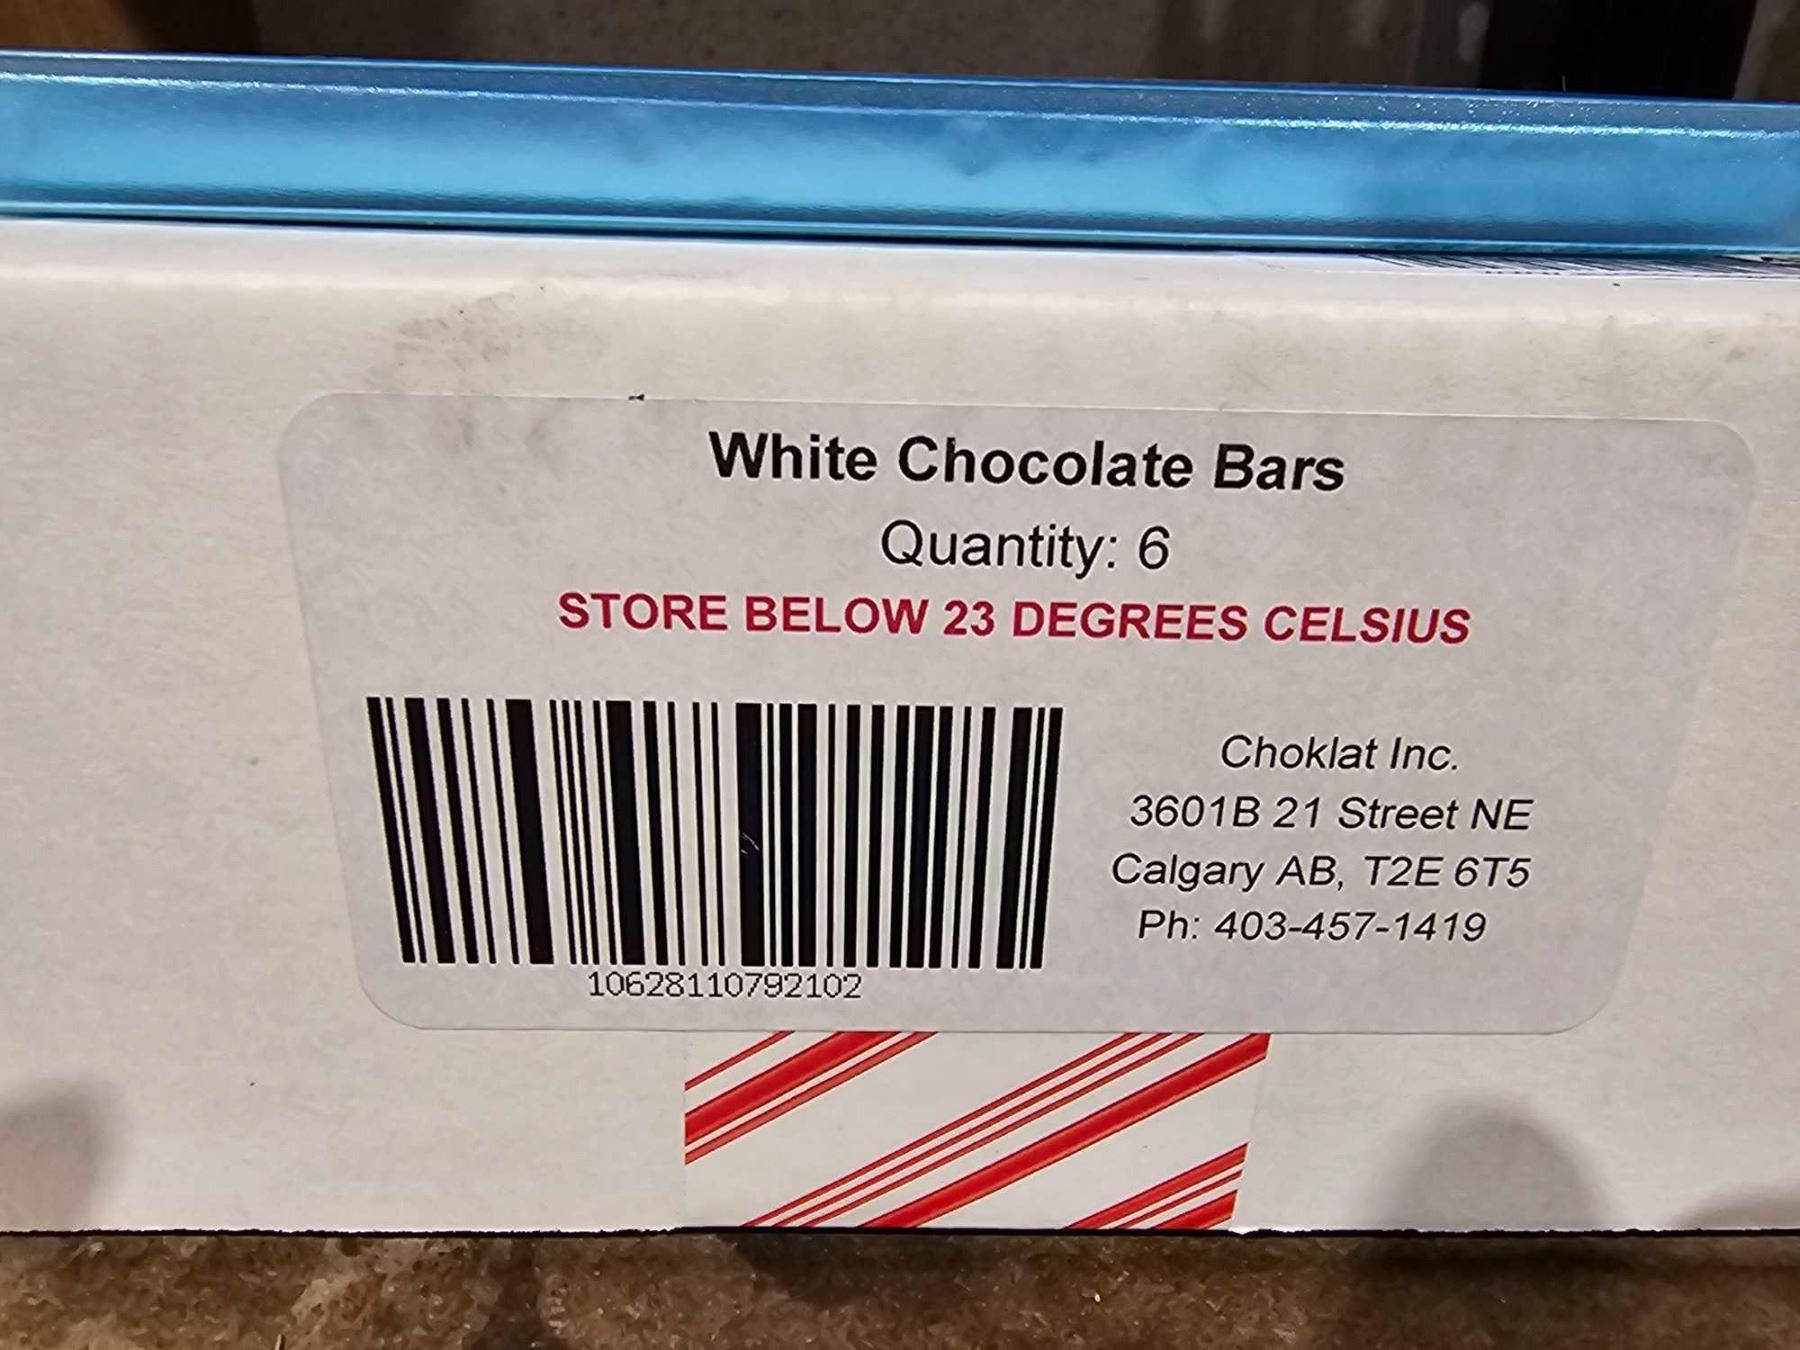 White Chocolate Bars
Quantity: 6
STORE BELOW 23 DEGREES CELSIUS
Choklat Inc.
3601B 21 Street NE
Calgary AB, T2E 6T5
Ph: 403-457-1419
10628110792102